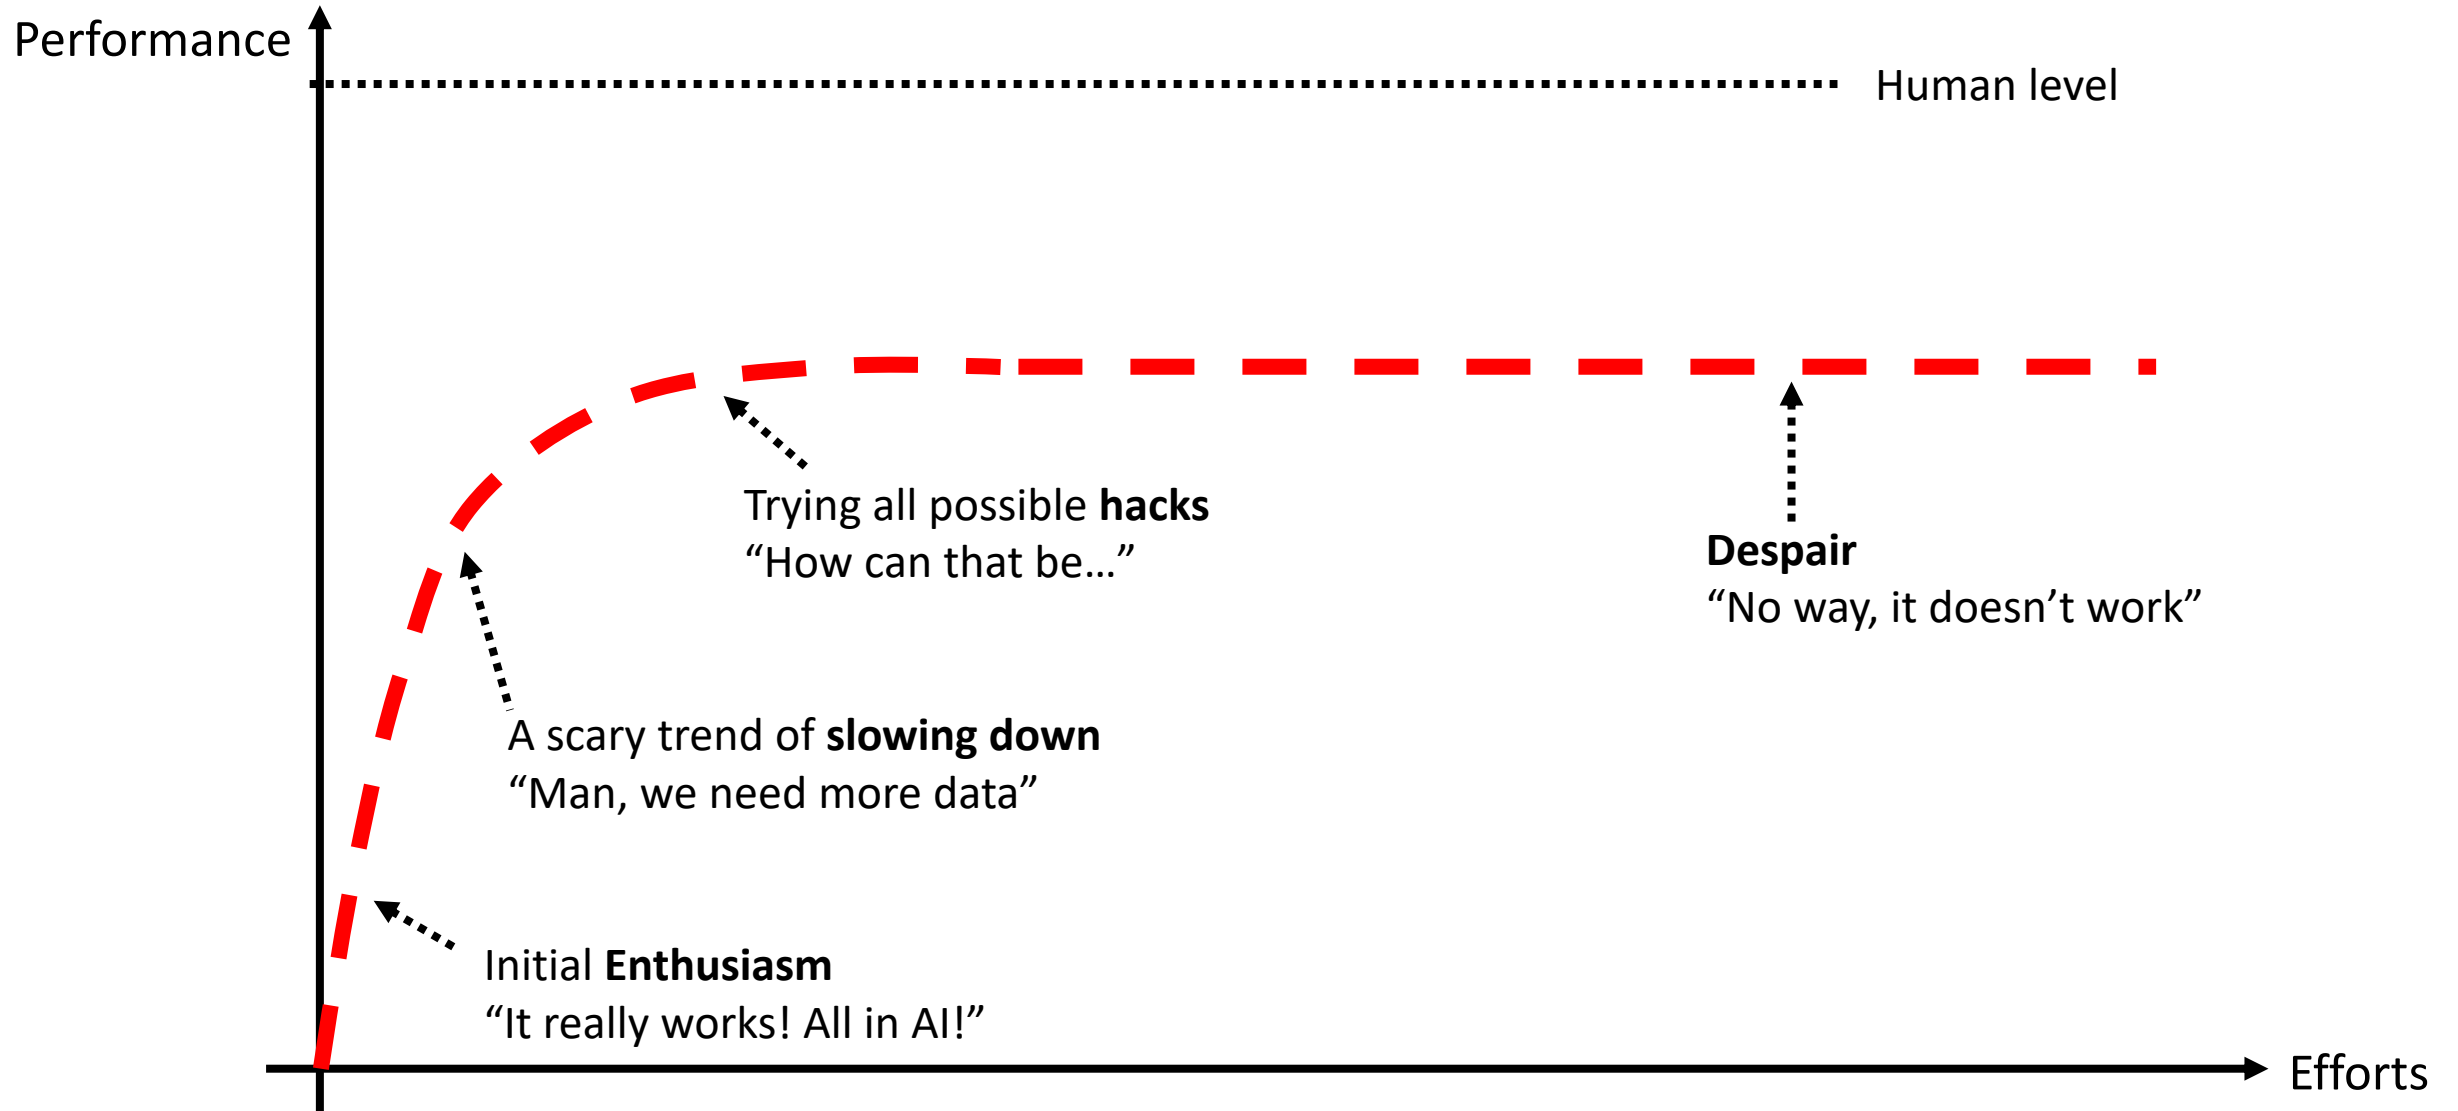 Performance
Human level
Trying all possible hacks
“How can that be…”
Despair
“No way, it doesn’t work”
A scary trend of slowing down
“Man, we need more data”
Initial Enthusiasm
“It really works! All in AI!”
Efforts